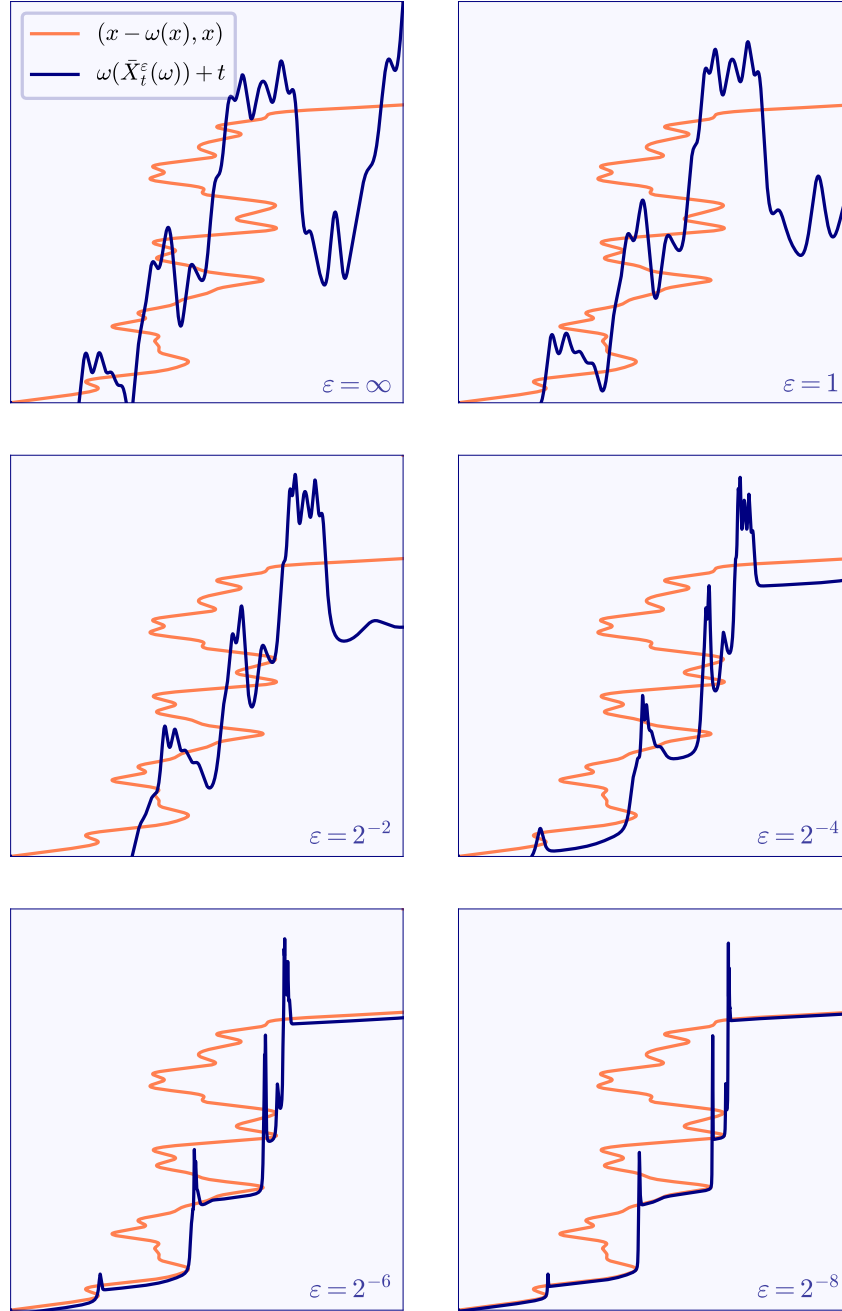 (x − ω(x), x)
ω(X̄ₜᵋ(ω)) + t
ε = ∞
ε = 1
ε = 2⁻²
ε = 2⁻⁴
ε = 2⁻⁶
ε = 2⁻⁸